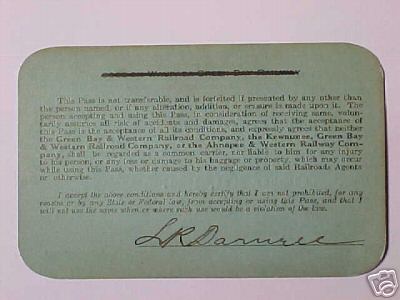 This Pass is not transferable, and is forfeited if presented by any other than
the person named, or if any alteration, addition, or erasure is made upon it. The
person accepting and using this Pass, in consideration of receiving same, volun-
tarily assumes all risk of accidents and damages, agrees that the acceptance of
this Pass is the acceptance of all its conditions, and expressly agrees that neither
the Green Bay & Western Railroad Company, the Kewaunee, Green Bay
& Western Railroad Company, or the Ahnapee & Western Railway Com-
pany, shall be regarded as a common carrier, or liable to him for any injury
to his person, or any loss or damage to his baggage or property, which may occur
while using this Pass, whether caused by the negligence of said Railroads Agents
or otherwise.
I accept the above conditions and hereby certify that I am not prohibited, for any
reason or by any State or Federal law, from accepting or using this Pass, and that I
will not use the same when or where such use would be a violation of the law.